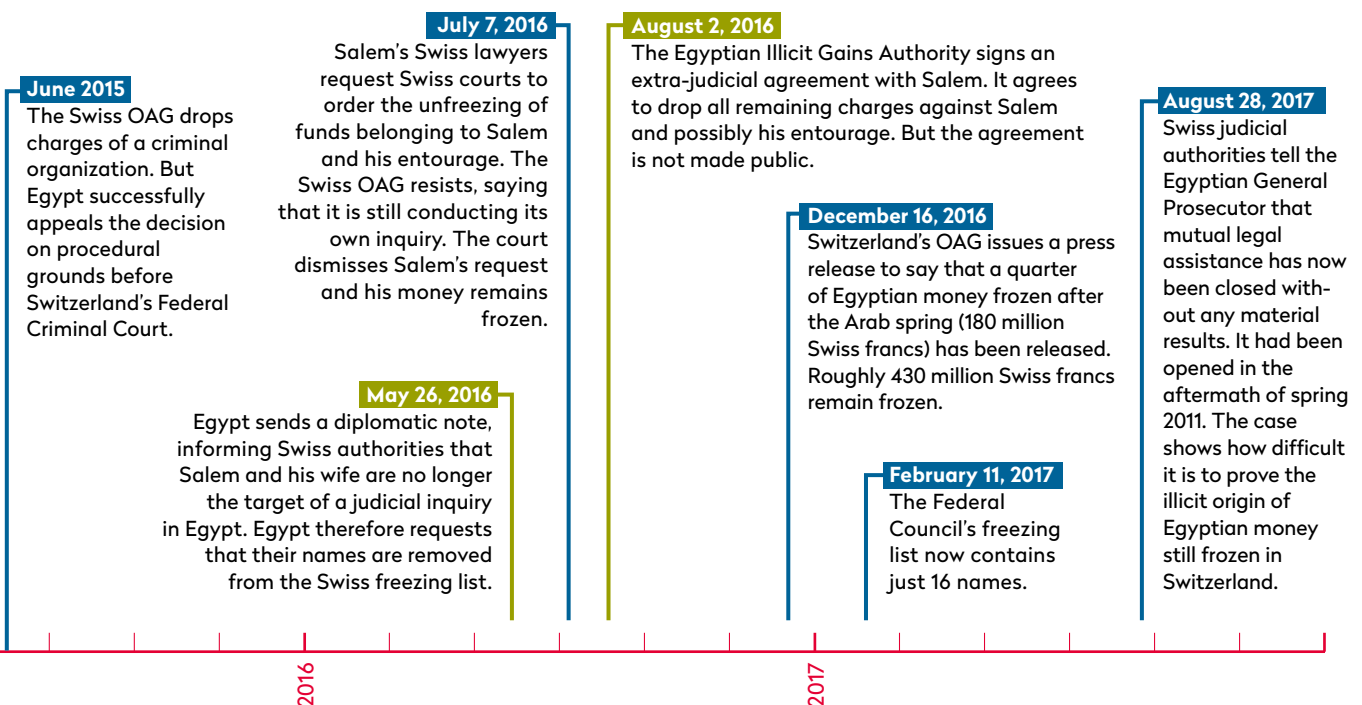 June 2015
The Swiss OAG drops
charges of a criminal
organization. But
Egypt successfully
appeals the decision
on procedural
grounds before
Switzerland's Federal
Criminal Court.
May 26, 2016
Egypt sends a diplomatic note,
informing Swiss authorities that
Salem and his wife are no longer
the target of a judicial inquiry
in Egypt. Egypt therefore requests
that their names are removed
from the Swiss freezing list.
July 7, 2016
Salem's Swiss lawyers
request Swiss courts to
order the unfreezing of
funds belonging to Salem
and his entourage. The
Swiss OAG resists, saying
that it is still conducting its
own inquiry. The court
dismisses Salem's request
and his money remains
frozen.
August 2, 2016
The Egyptian Illicit Gains Authority signs an
extra-judicial agreement with Salem. It agrees
to drop all remaining charges against Salem
and possibly his entourage. But the agreement
is not made public.
December 16, 2016
Switzerland's OAG issues a press
release to say that a quarter
of Egyptian money frozen after
the Arab spring (180 million
Swiss francs) has been released.
Roughly 430 million Swiss francs
remain frozen.
February 11, 2017
The Federal
Council's freezing
list now contains
just 16 names.
August 28, 2017
Swiss judicial
authorities tell the
Egyptian General
Prosecutor that
mutual legal
assistance has now
been closed with-
out any material
results. It had been
opened in the
aftermath of spring
2011. The case
shows how difficult
it is to prove the
illicit origin of
Egyptian money
still frozen in
Switzerland.
2016
2017